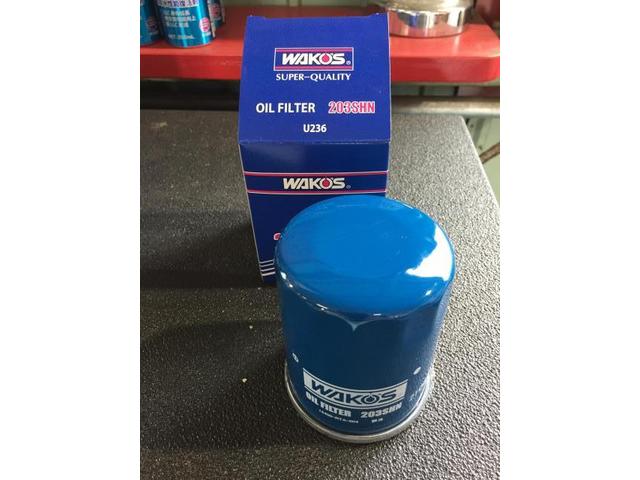 WAKO'S®
SUPER-QUALITY
OIL FILTER 203SHN
U236
WAKO'S®
WAKO'S
OIL FILTER 203SHN